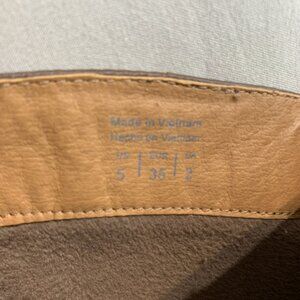 Made in Vietnam
Hecho en Vietnam
US | EUR | UK
5 | 35 | 2